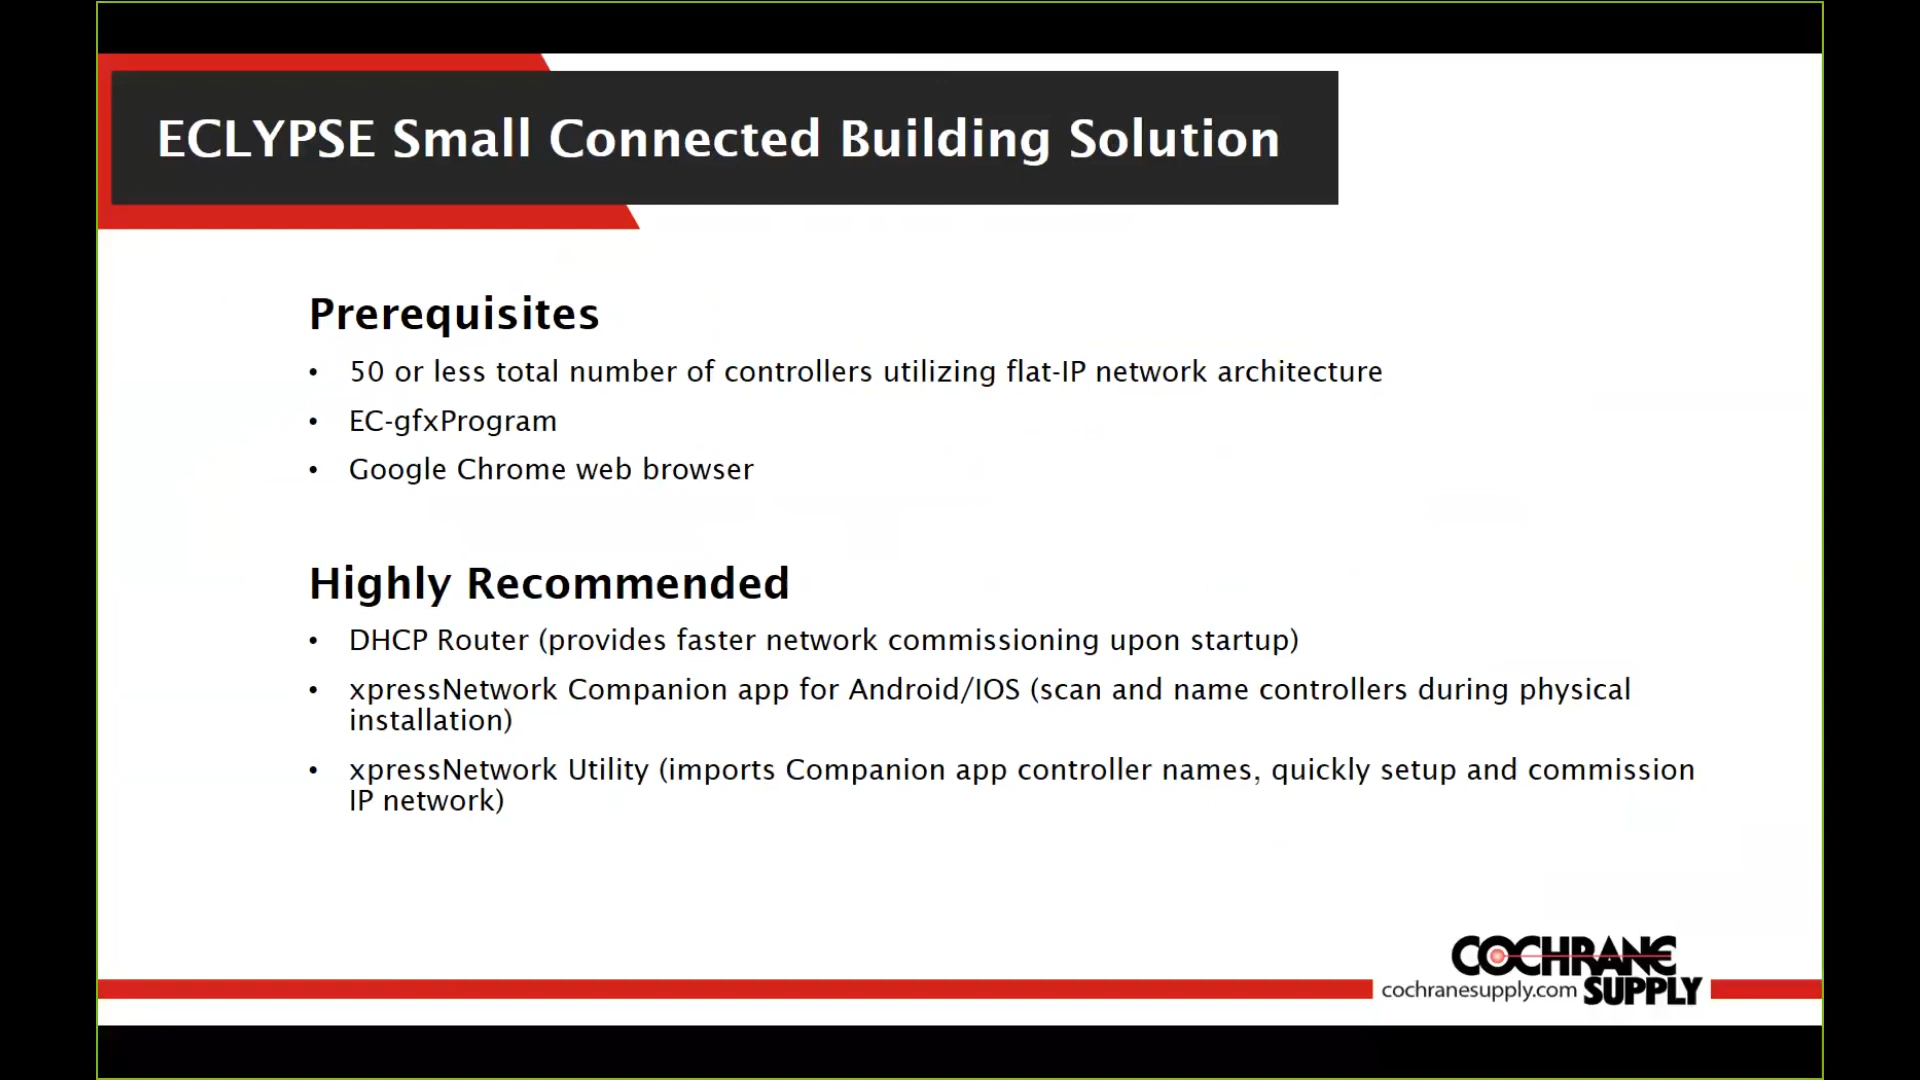 ECLYPSE Small Connected Building Solution
Prerequisites
• 50 or less total number of controllers utilizing flat-IP network architecture
• EC-gfxProgram
• Google Chrome web browser
Highly Recommended
• DHCP Router (provides faster network commissioning upon startup)
• xpressNetwork Companion app for Android/IOS (scan and name controllers during physical
installation)
• xpressNetwork Utility (imports Companion app controller names, quickly setup and commission
IP network)
COCHRANE
cochranesupply.com SUPPLY